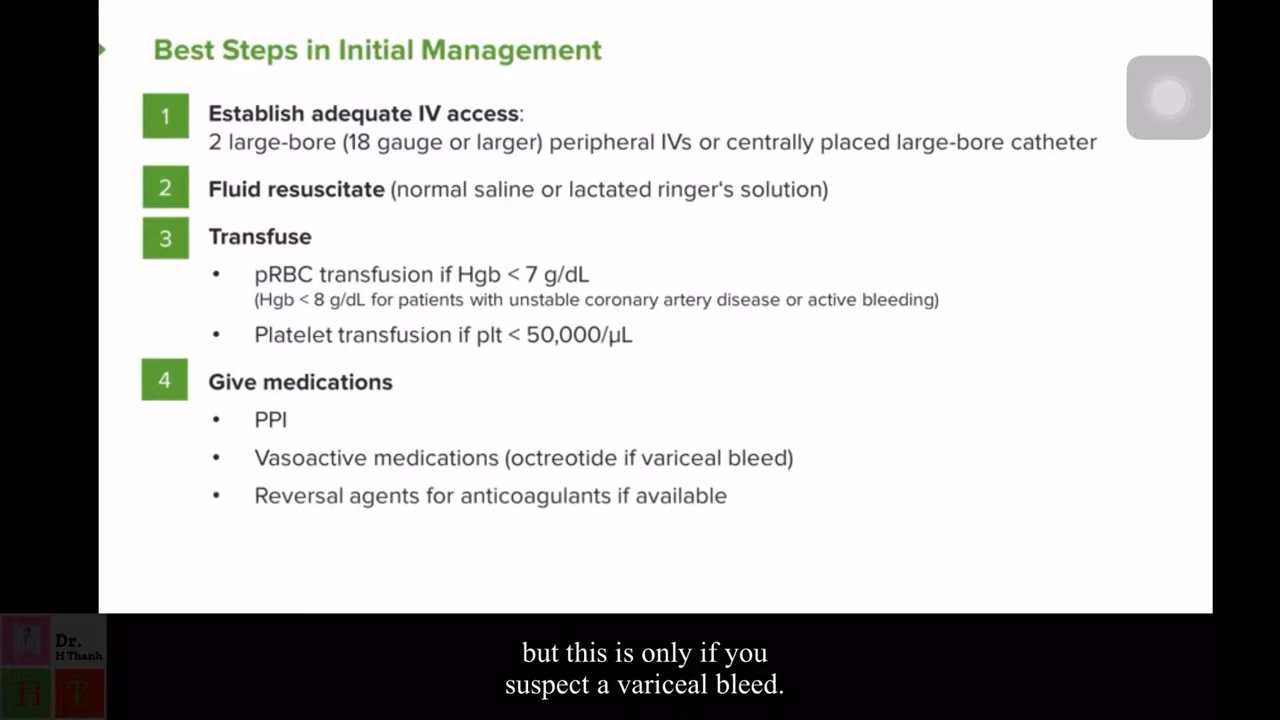 Best Steps in Initial Management
1
Establish adequate IV access:
2 large-bore (18 gauge or larger) peripheral IVs or centrally placed large-bore catheter
2
Fluid resuscitate (normal saline or lactated ringer‘s solution)
3
Transfuse
• pRBC transfusion if Hgb < 7 g/dL
(Hgb < 8 g/dL for patients with unstable coronary artery disease or active bleeding)
• Platelet transfusion if plt < 50,000/µL
4
Give medications
• PPI
• Vasoactive medications (octreotide if variceal bleed)
• Reversal agents for anticoagulants if available
Dr.
H Thanh
H T
but this is only if you
suspect a variceal bleed.